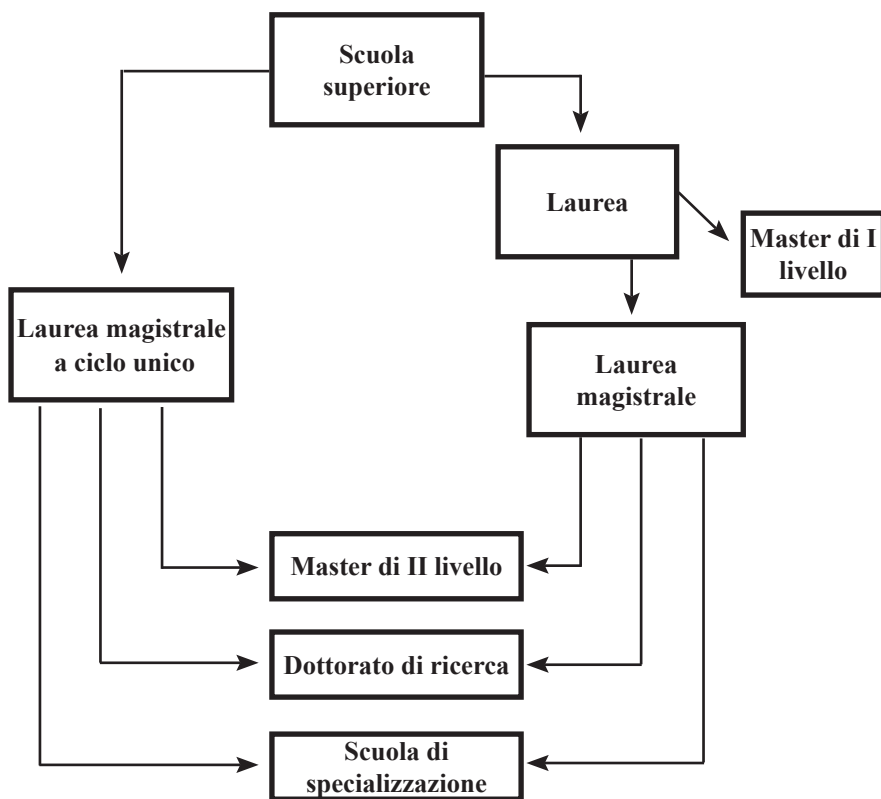 Scuola
superiore
Laurea
Master di I
livello
Laurea magistrale
a ciclo unico
Laurea
magistrale
Master di II livello
Dottorato di ricerca
Scuola di
specializzazione